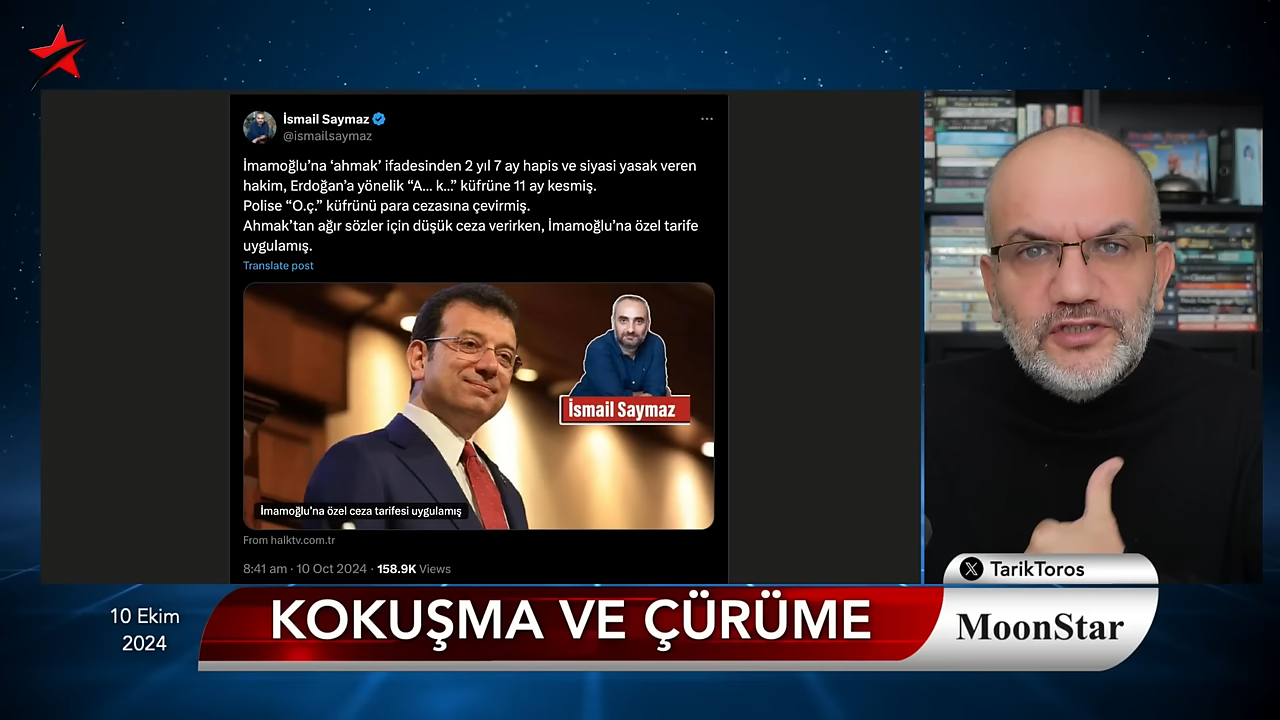 İsmail Saymaz
@ismailsaymaz
İmamoğlu’na ‘ahmak’ ifadesinden 2 yıl 7 ay hapis ve siyasi yasak veren
hakim, Erdoğan’a yönelik “A... k..” küfrüne 11 ay kesmiş.
Polise “O.ç.” küfrünü para cezasına çevirmiş.
Ahmak’tan ağır sözler için düşük ceza verirken, İmamoğlu’na özel tarife
uygulamış.
Translate post
İsmail Saymaz
İmamoğlu'na özel ceza tarifesi uygulamış
From halktv.com.tr
8:41 am · 10 Oct 2024 · 158.9K Views
TarikToros
10 Ekim
2024
KOKUŞMA VE ÇÜRÜME
MoonStar